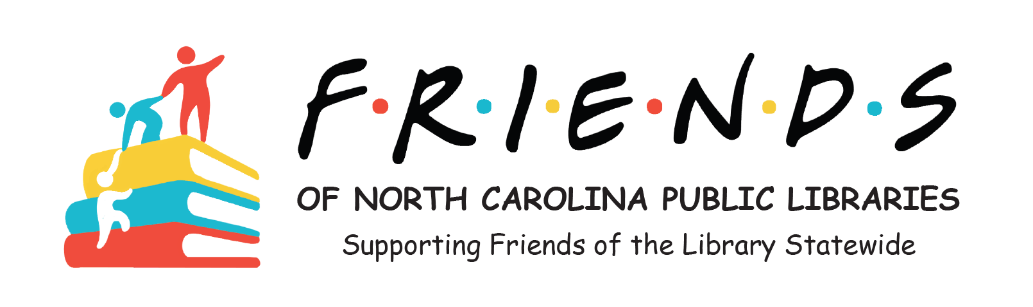 F•R•I•E•N•D•S
OF NORTH CAROLINA PUBLIC LIBRARIES
Supporting Friends of the Library Statewide